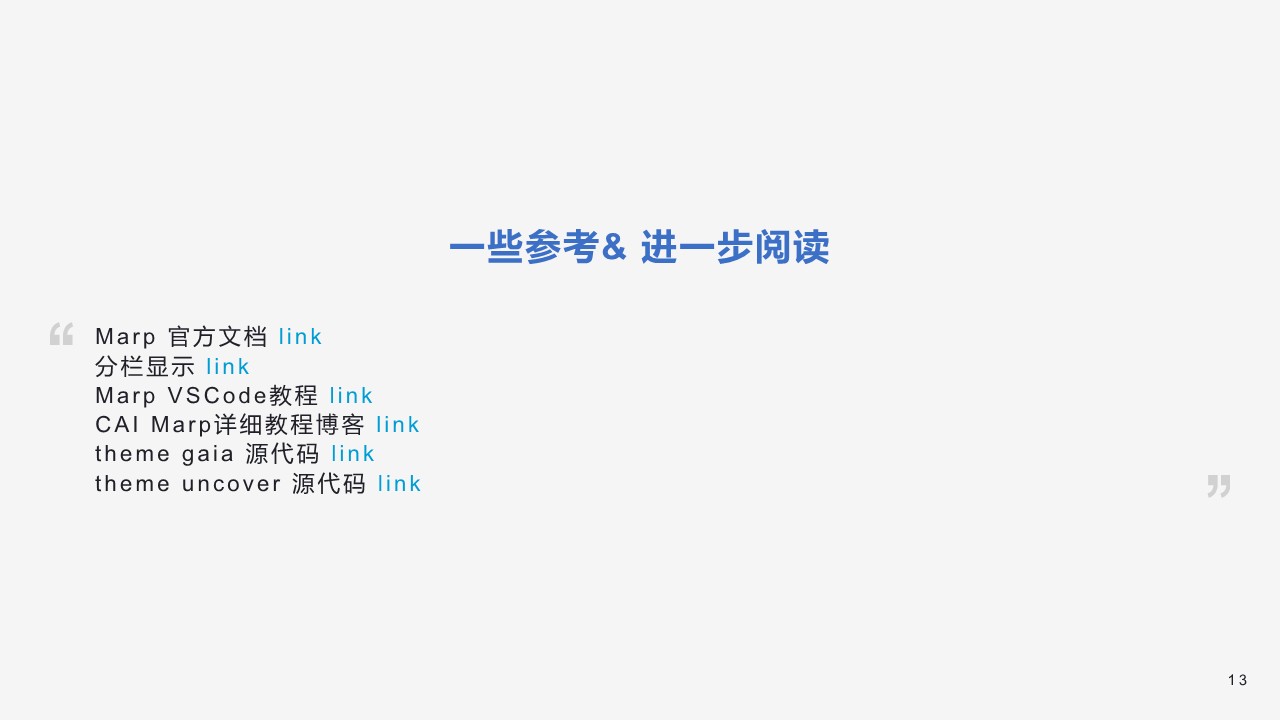 一些参考& 进一步阅读
“ Marp 官方文档 link
分栏显示 link
Marp VSCode教程 link
CAI Marp详细教程博客 link
theme gaia 源代码 link
theme uncover 源代码 link ”
13